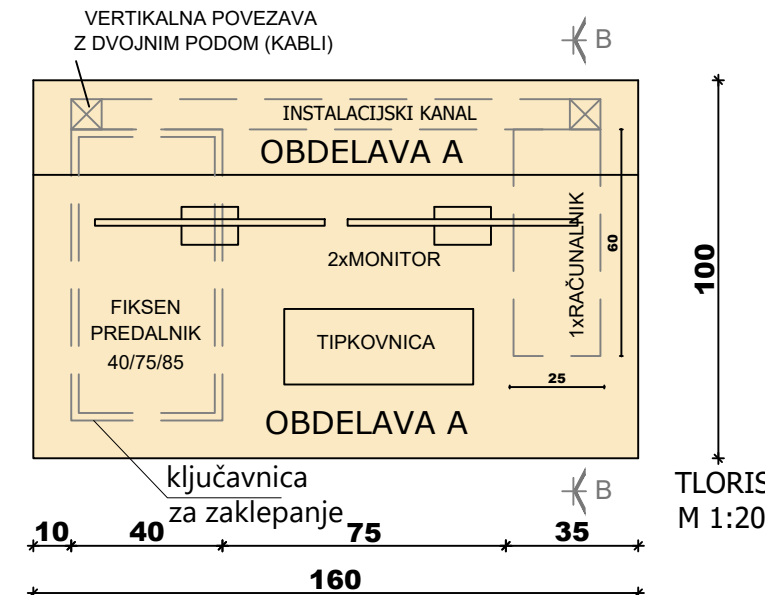 VERTIKALNA POVEZAVA
Z DVOJNIM PODOM (KABLI)
B
INSTALACIJSKI KANAL
OBDELAVA A
2xMONITOR
1xRAČUNALNIK
60
100
FIKSEN
PREDALNIK
40/75/85
TIPKOVNICA
25
OBDELAVA A
ključavnica
za zaklepanje
B
TLORIS
M 1:20
10
40
75
35
160